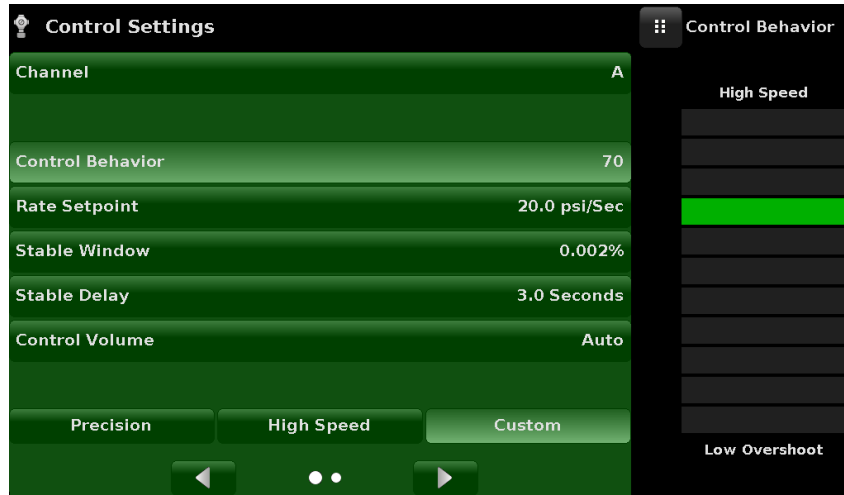 Control Settings
Control Behavior
Channel A
High Speed
Control Behavior 70
Rate Setpoint 20.0 psi/Sec
Stable Window 0.002%
Stable Delay 3.0 Seconds
Control Volume Auto
Precision High Speed Custom
Low Overshoot